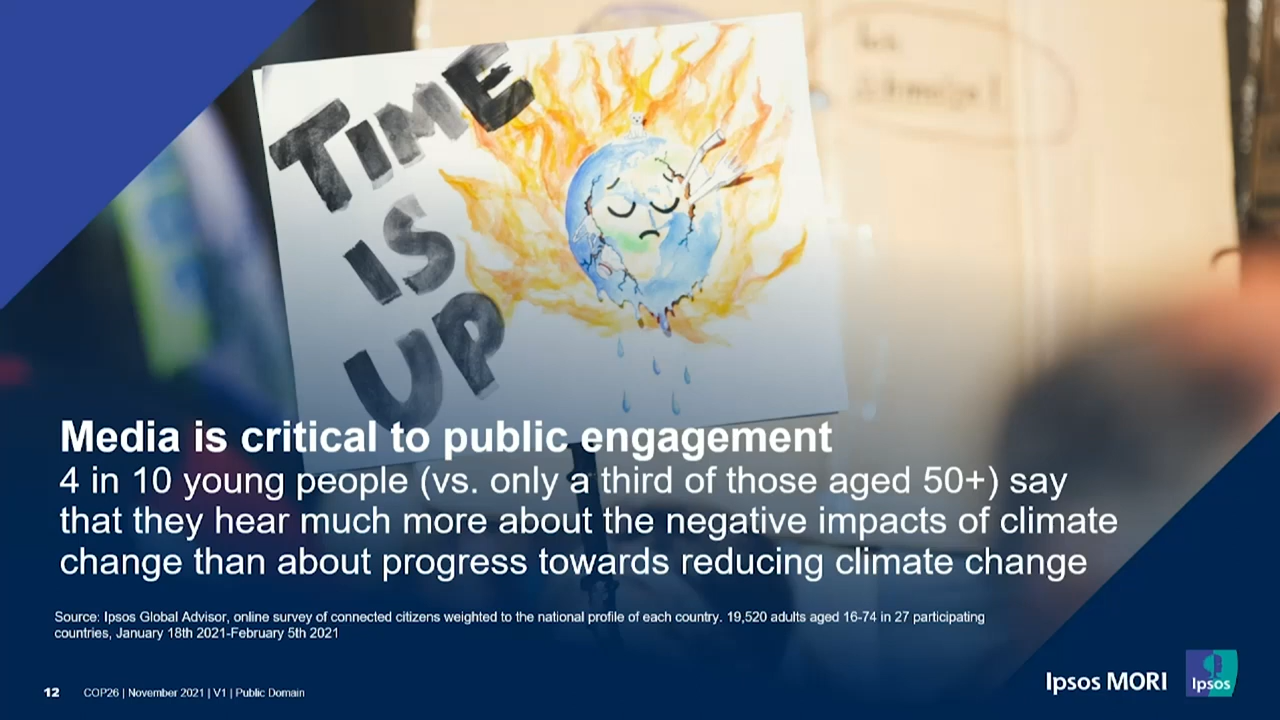 TIME
IS
UP
Media is critical to public engagement
4 in 10 young people (vs. only a third of those aged 50+) say
that they hear much more about the negative impacts of climate
change than about progress towards reducing climate change
Source: Ipsos Global Advisor, online survey of connected citizens weighted to the national profile of each country. 19,520 adults aged 16-74 in 27 participating
countries, January 18th 2021-February 5th 2021
12 COP26 | November 2021 | V1 | Public Domain
Ipsos MORI
Ipsos